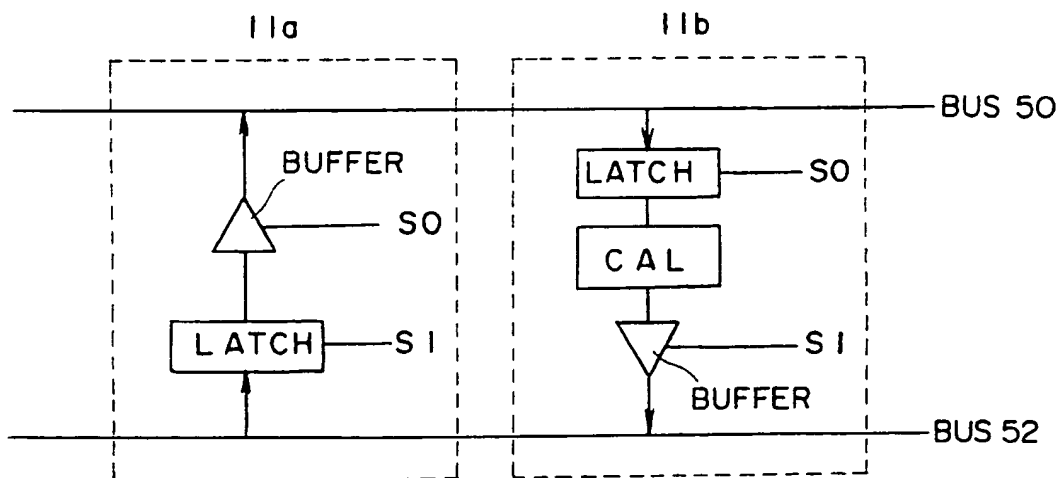 11a
11b
BUS 50
BUFFER
LATCH
S0
S0
CAL
LATCH
S1
S1
BUFFER
BUS 52